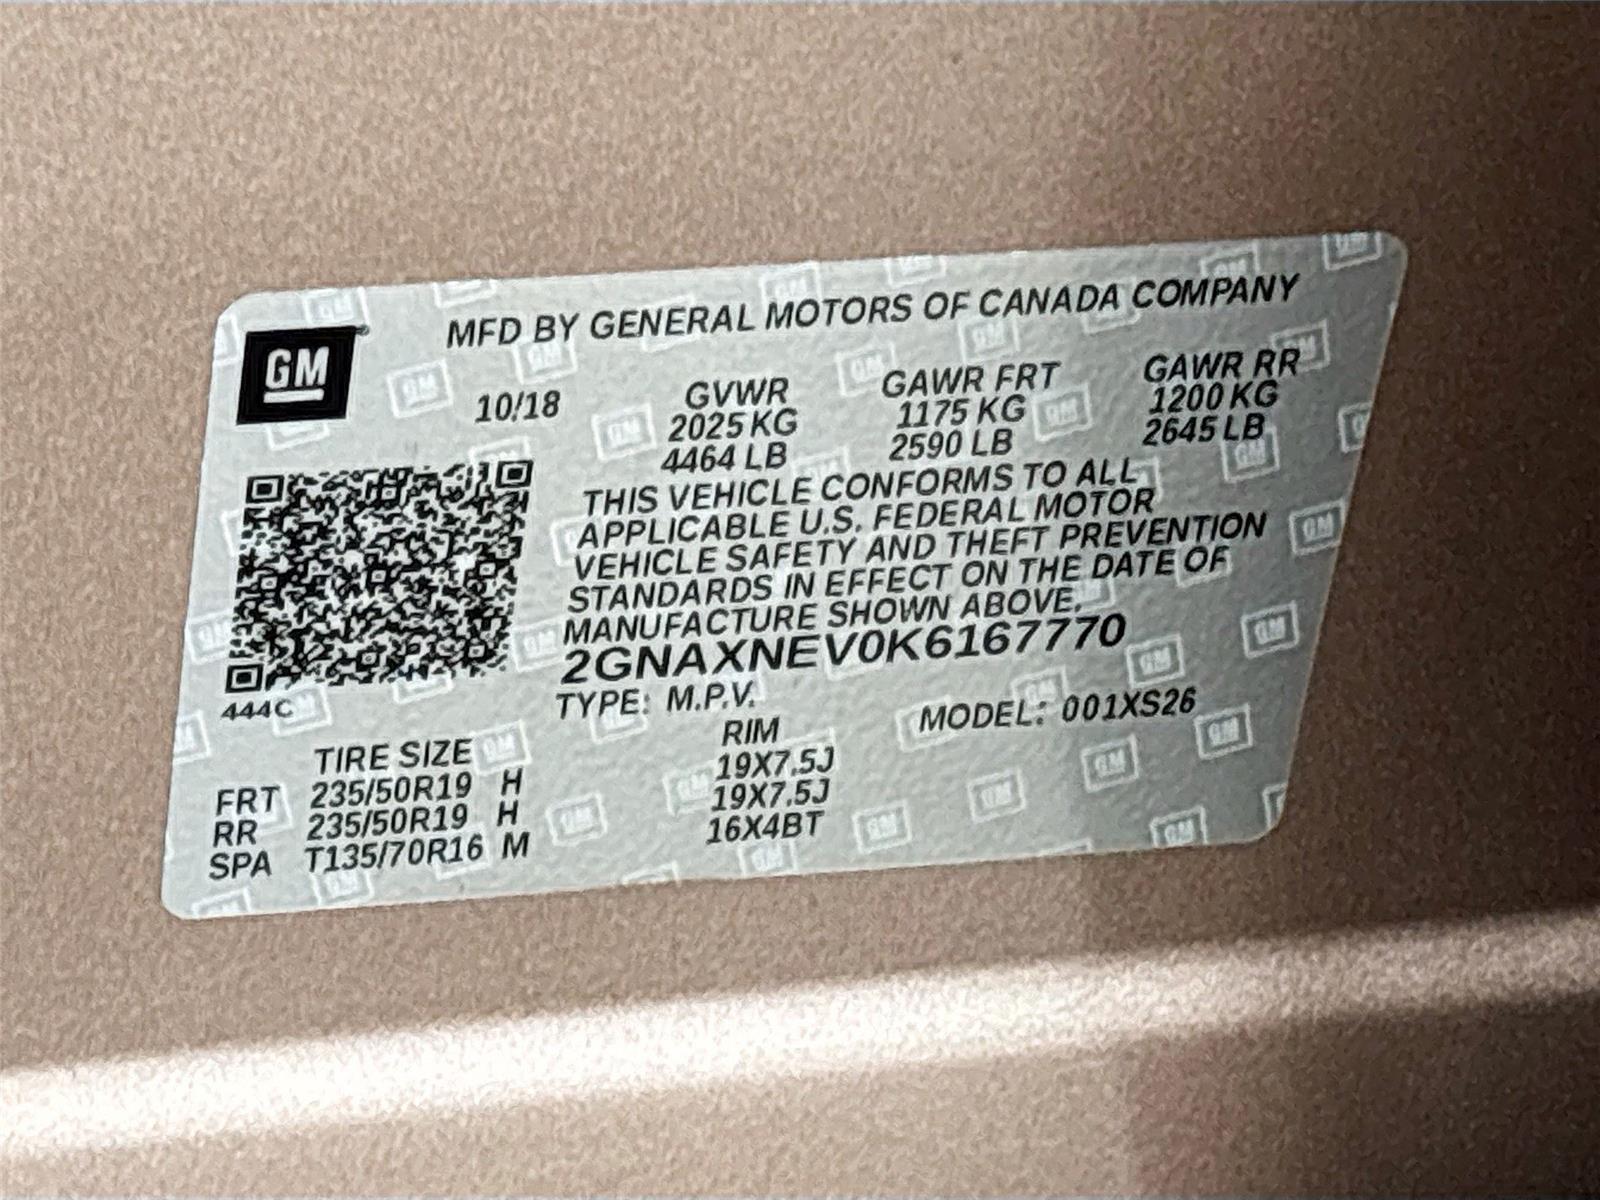 GM
MFD BY GENERAL MOTORS OF CANADA COMPANY
10/18
GVWR
2025 KG
4464 LB
GAWR FRT
1175 KG
2590 LB
GAWR RR
1200 KG
2645 LB
THIS VEHICLE CONFORMS TO ALL
APPLICABLE U.S. FEDERAL MOTOR
VEHICLE SAFETY AND THEFT PREVENTION
STANDARDS IN EFFECT ON THE DATE OF
MANUFACTURE SHOWN ABOVE.
2GNAXNEV0K6167770
444C
TYPE: M.P.V.
MODEL: 001XS26
TIRE SIZE RIM
FRT 235/50R19 H 19X7.5J
RR 235/50R19 H 19X7.5J
SPA T135/70R16 M 16X4BT